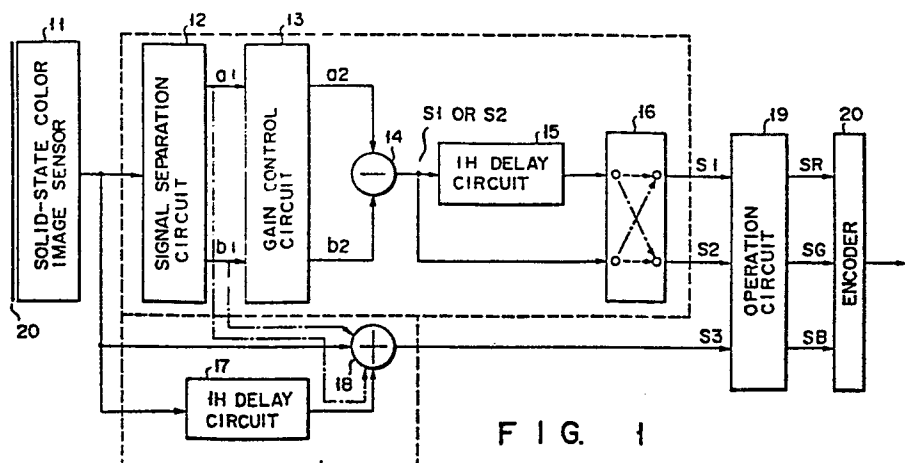 11
SOLID-STATE COLOR
IMAGE SENSOR
20
12
SIGNAL SEPARATION
CIRCUIT
a1
b1
13
GAIN CONTROL
CIRCUIT
a2
b2
14
S1 OR S2
15
1H DELAY
CIRCUIT
16
S1
S2
S3
17
1H DELAY
CIRCUIT
18
19
OPERATION
CIRCUIT
SR
SG
SB
20
ENCODER
FIG. 1